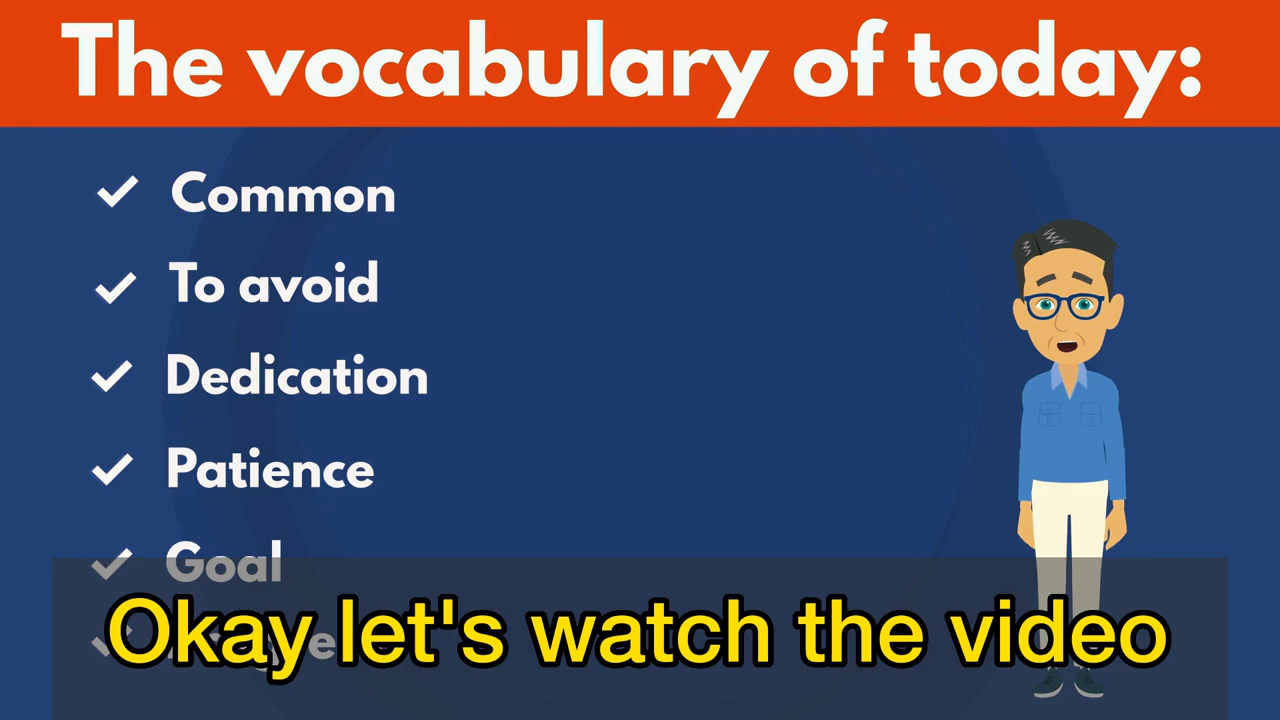 The vocabulary of today:
Common
To avoid
Dedication
Patience
Goal
Okay let's watch the video